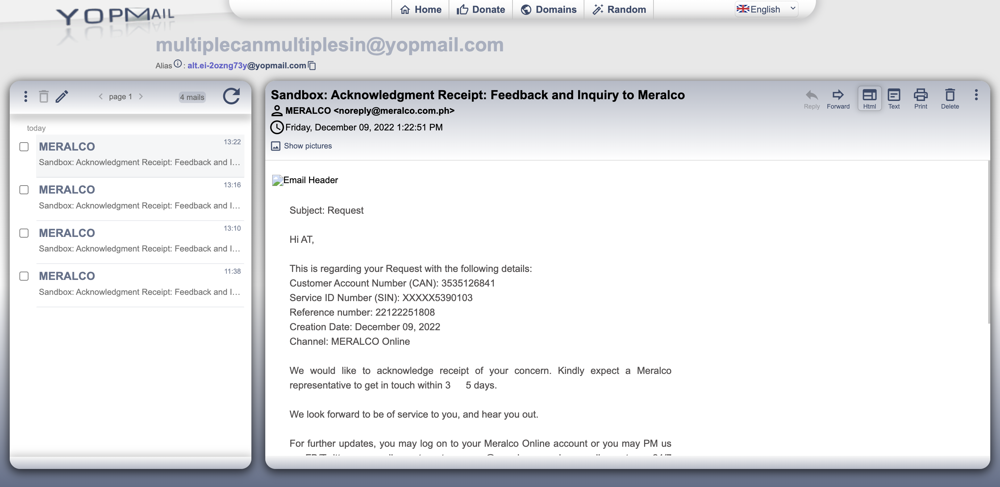 YOPMAIL
Home
Donate
Domains
Random
English
multiplecanmultiplesin@yopmail.com
Alias : alt.ei-2ozng73y@yopmail.com
page 1
4 mails
today
MERALCO
13:22
Sandbox: Acknowledgment Receipt: Feedback and I...
MERALCO
13:16
Sandbox: Acknowledgment Receipt: Feedback and I...
MERALCO
13:10
Sandbox: Acknowledgment Receipt: Feedback and I...
MERALCO
11:38
Sandbox: Acknowledgment Receipt: Feedback and I...
Sandbox: Acknowledgment Receipt: Feedback and Inquiry to Meralco
MERALCO <noreply@meralco.com.ph>
Friday, December 09, 2022 1:22:51 PM
Show pictures
Reply
Forward
Html
Text
Print
Delete
Email Header
Subject: Request
Hi AT,
This is regarding your Request with the following details:
Customer Account Number (CAN): 3535126841
Service ID Number (SIN): XXXXX5390103
Reference number: 22122251808
Creation Date: December 09, 2022
Channel: MERALCO Online
We would like to acknowledge receipt of your concern. Kindly expect a Meralco
representative to get in touch within 3 5 days.
We look forward to be of service to you, and hear you out.
For further updates, you may log on to your Meralco Online account or you may PM us